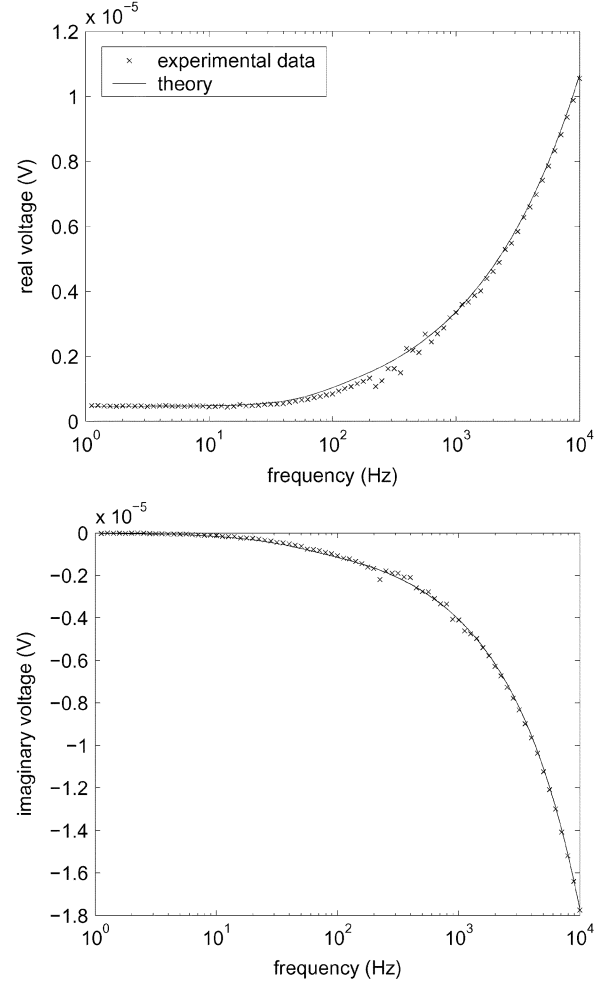 x 10⁻⁵
1.2
1
0.8
0.6
0.4
0.2
0
real voltage (V)
× experimental data
theory
10⁰ 10¹ 10² 10³ 10⁴
frequency (Hz)
x 10⁻⁵
0
−0.2
−0.4
−0.6
−0.8
−1
−1.2
−1.4
−1.6
−1.8
imaginary voltage (V)
10⁰ 10¹ 10² 10³ 10⁴
frequency (Hz)